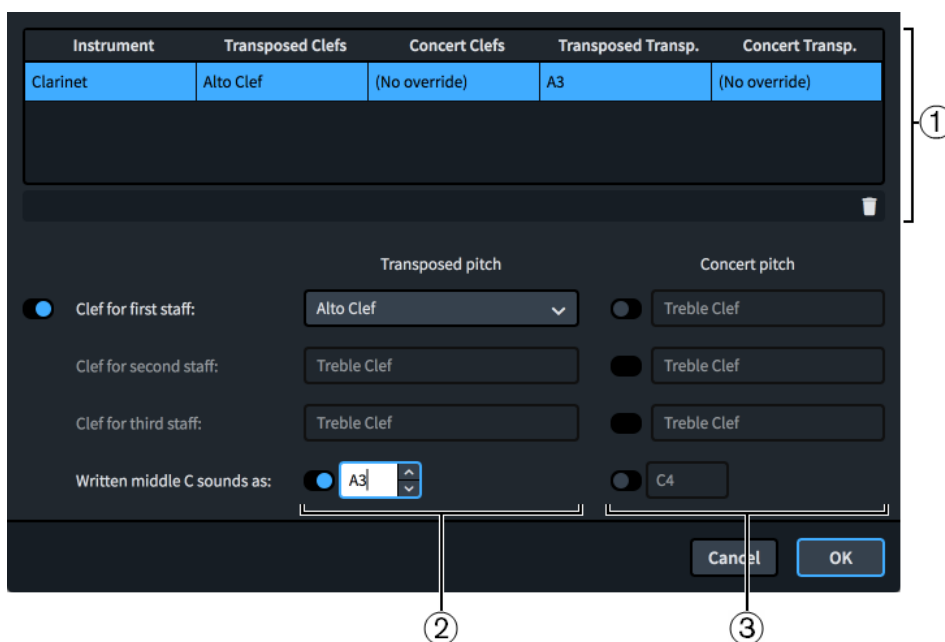 Instrument Transposed Clefs Concert Clefs Transposed Transp. Concert Transp.
Clarinet Alto Clef (No override) A3 (No override)
①
Transposed pitch Concert pitch
Clef for first staff: Alto Clef Treble Clef
Clef for second staff: Treble Clef Treble Clef
Clef for third staff: Treble Clef Treble Clef
Written middle C sounds as: A3 C4
Cancel OK
② ③